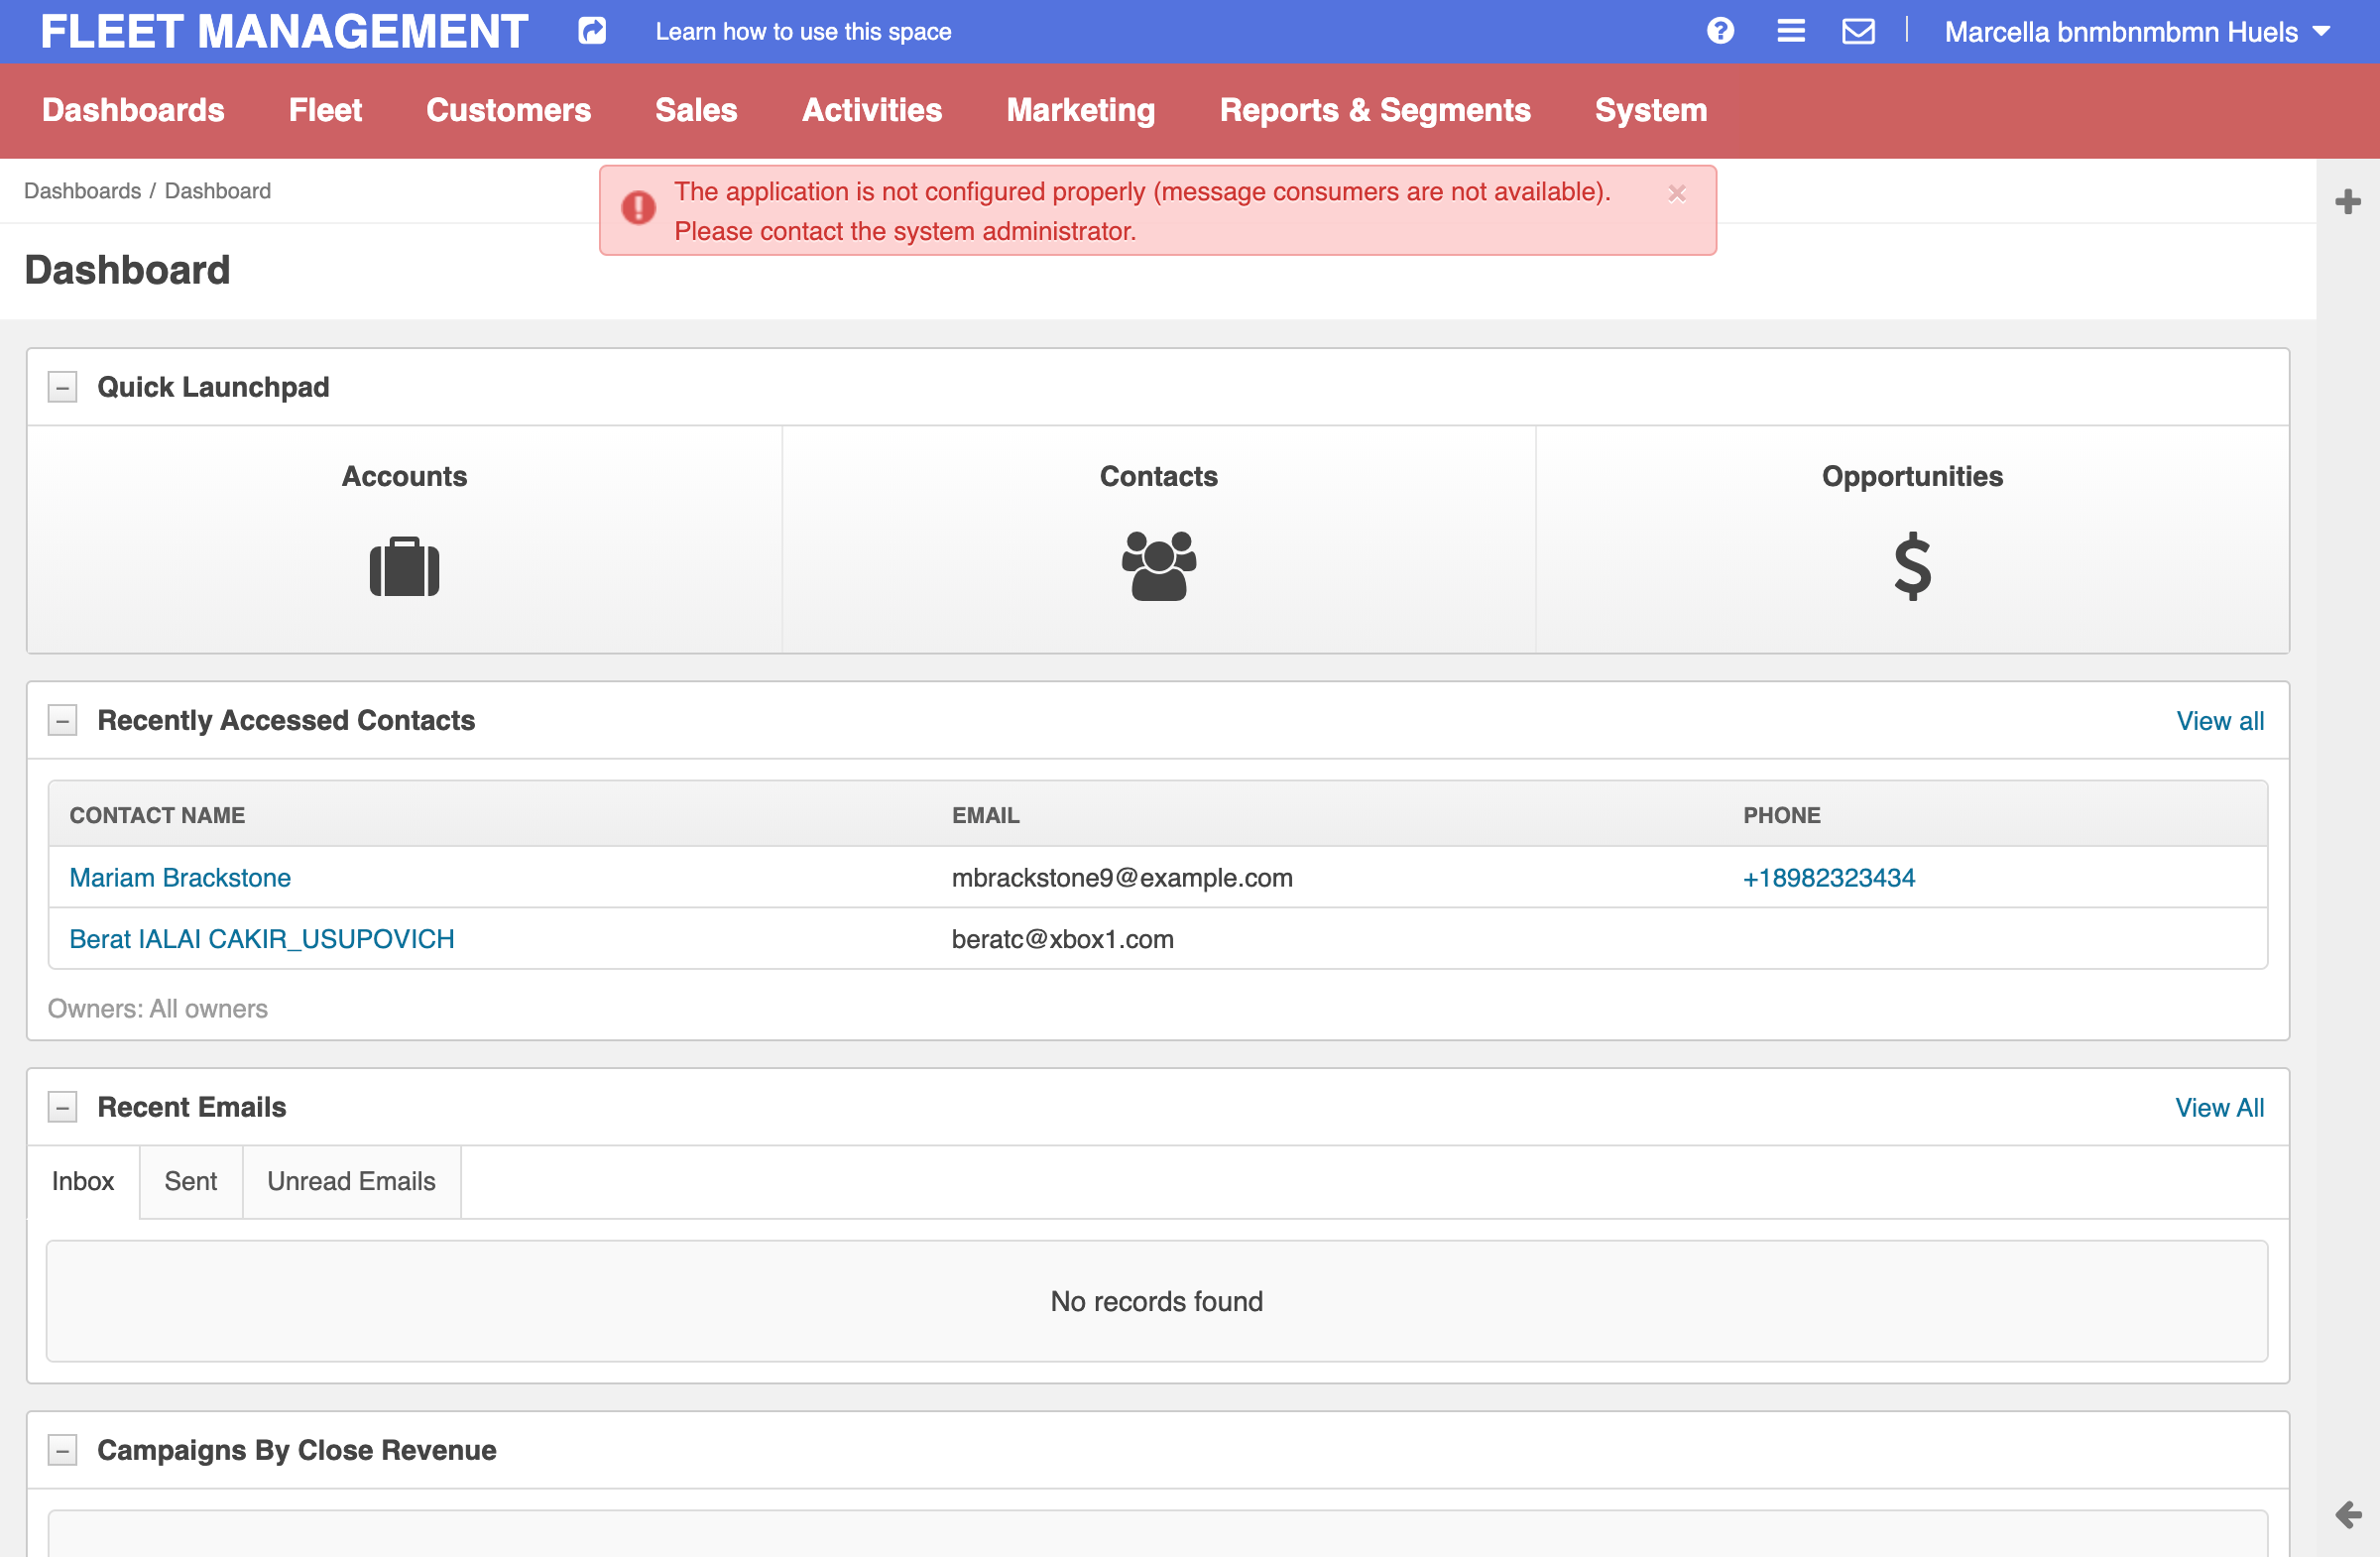 FLEET MANAGEMENT
Learn how to use this space
Marcella bnmbnmbmn Huels
Dashboards Fleet Customers Sales Activities Marketing Reports & Segments System
Dashboards / Dashboard
The application is not configured properly (message consumers are not available).
Please contact the system administrator.
Dashboard
Quick Launchpad
Accounts Contacts Opportunities
Recently Accessed Contacts View all
CONTACT NAME EMAIL PHONE
Mariam Brackstone mbrackstone9@example.com +18982323434
Berat IALAI CAKIR_USUPOVICH beratc@xbox1.com
Owners: All owners
Recent Emails View All
Inbox Sent Unread Emails
No records found
Campaigns By Close Revenue